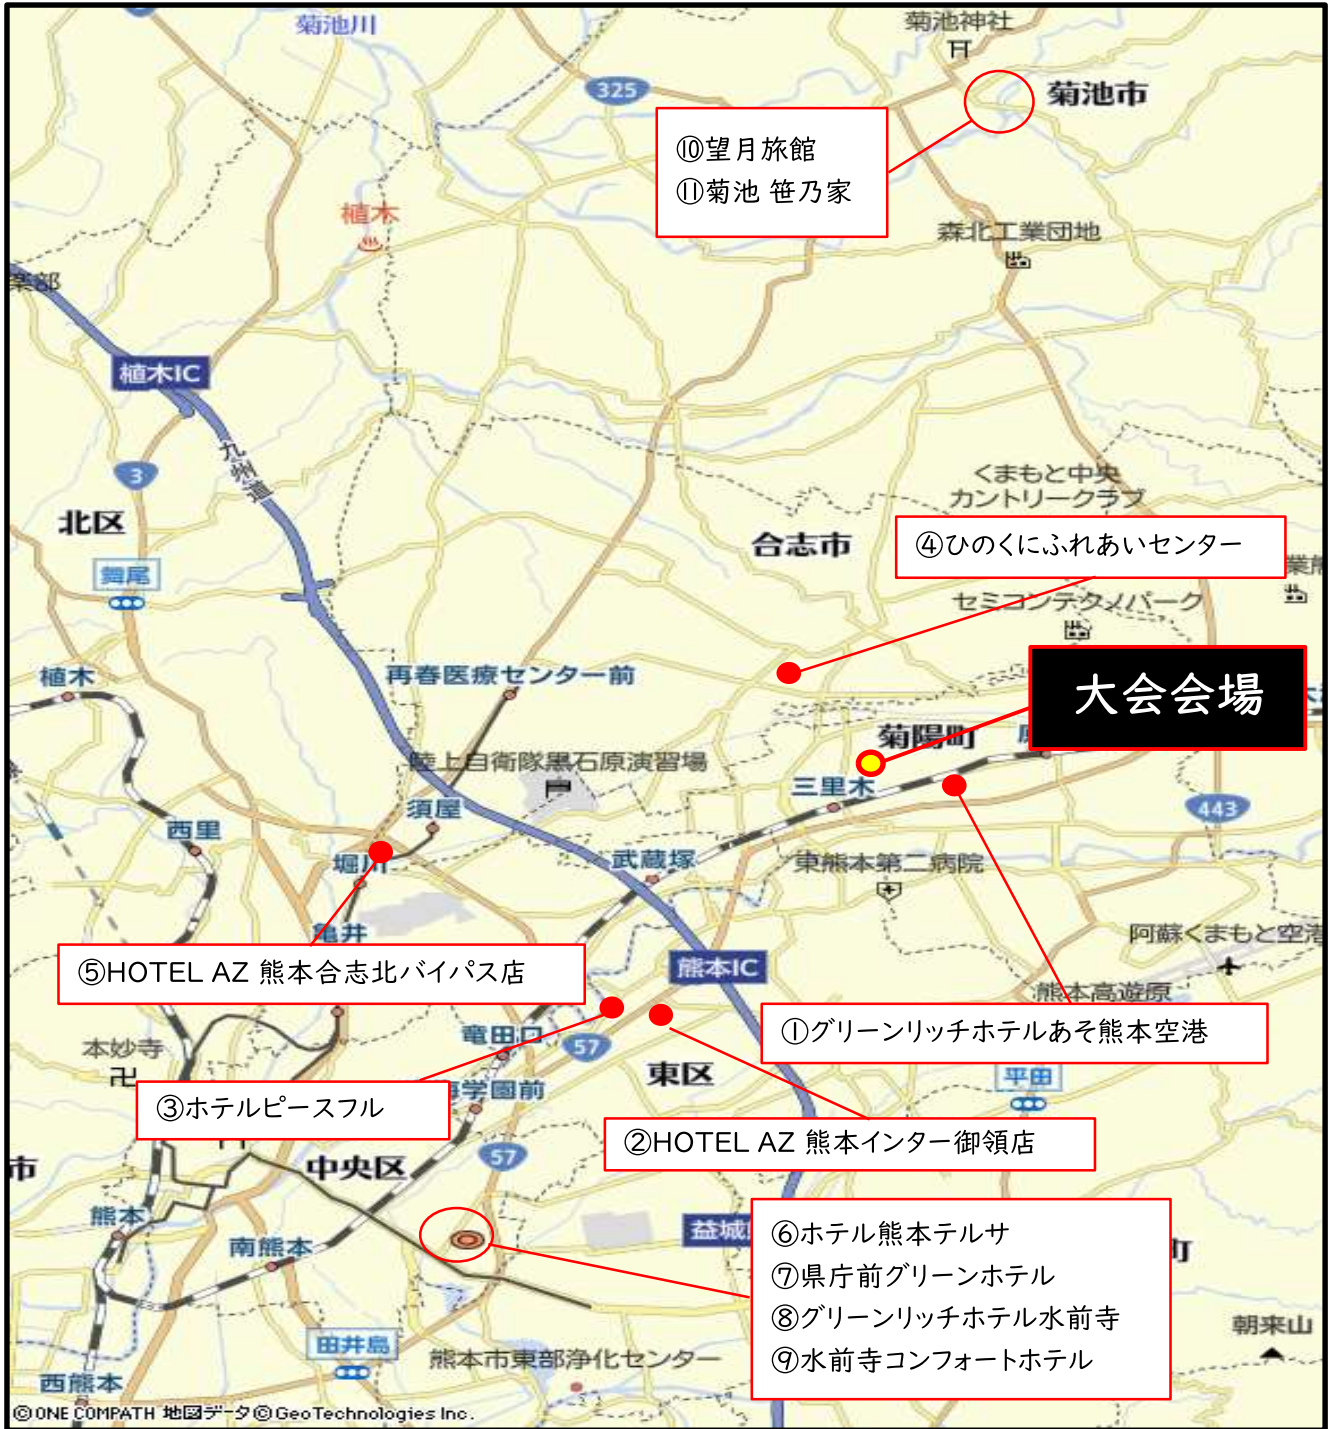 菊池川
菊池神社
325
菊池市
⑩望月旅館
⑪菊池 笹乃家
植木
森北工業団地
楽部
植木IC
九州道
3
くまもと中央
カントリークラブ
北区
合志市
④ひのくにふれあいセンター
舞尾
セミコンテクノパーク
植木
再春医療センター前
大会会場
菊陽町
陸上自衛隊黒石原演習場
三里木
443
須屋
西里
堀川
武蔵塚
東熊本第二病院
亀井
阿蘇くまもと空港
⑤HOTEL AZ 熊本合志北バイパス店
熊本IC
熊本高遊原
①グリーンリッチホテルあそ熊本空港
竜田口
57
本妙寺
東区
平田
学園前
③ホテルピースフル
②HOTEL AZ 熊本インター御領店
57
市
中央区
熊本
益城
⑥ホテル熊本テルサ
町
南熊本
⑦県庁前グリーンホテル
⑧グリーンリッチホテル水前寺
朝来山
田井島
熊本市東部浄化センター
⑨水前寺コンフォートホテル
西熊本
©ONE COMPATH 地図データ©GeoTechnologies Inc.